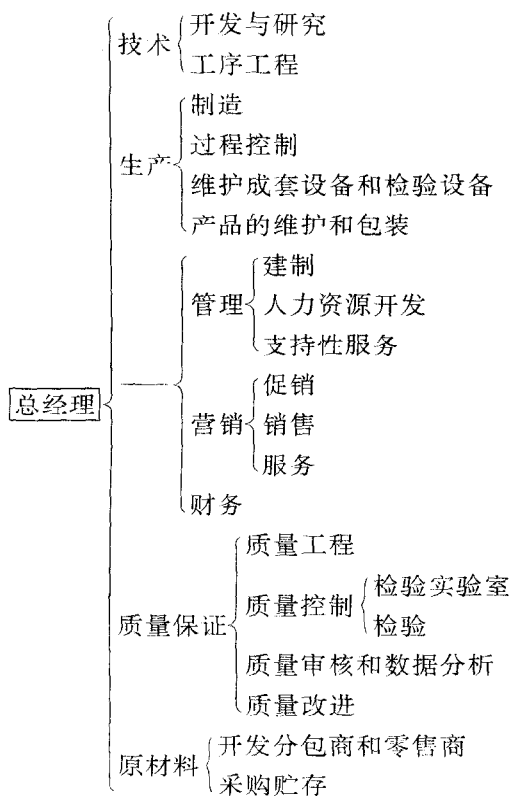 技术
开发与研究
工序工程
生产
制造
过程控制
维护成套设备和检验设备
产品的维护和包装
总经理
管理
建制
人力资源开发
支持性服务
营销
促销
销售
服务
财务
质量保证
质量工程
质量控制
检验实验室
检验
质量审核和数据分析
质量改进
原材料
开发分包商和零售商
采购贮存